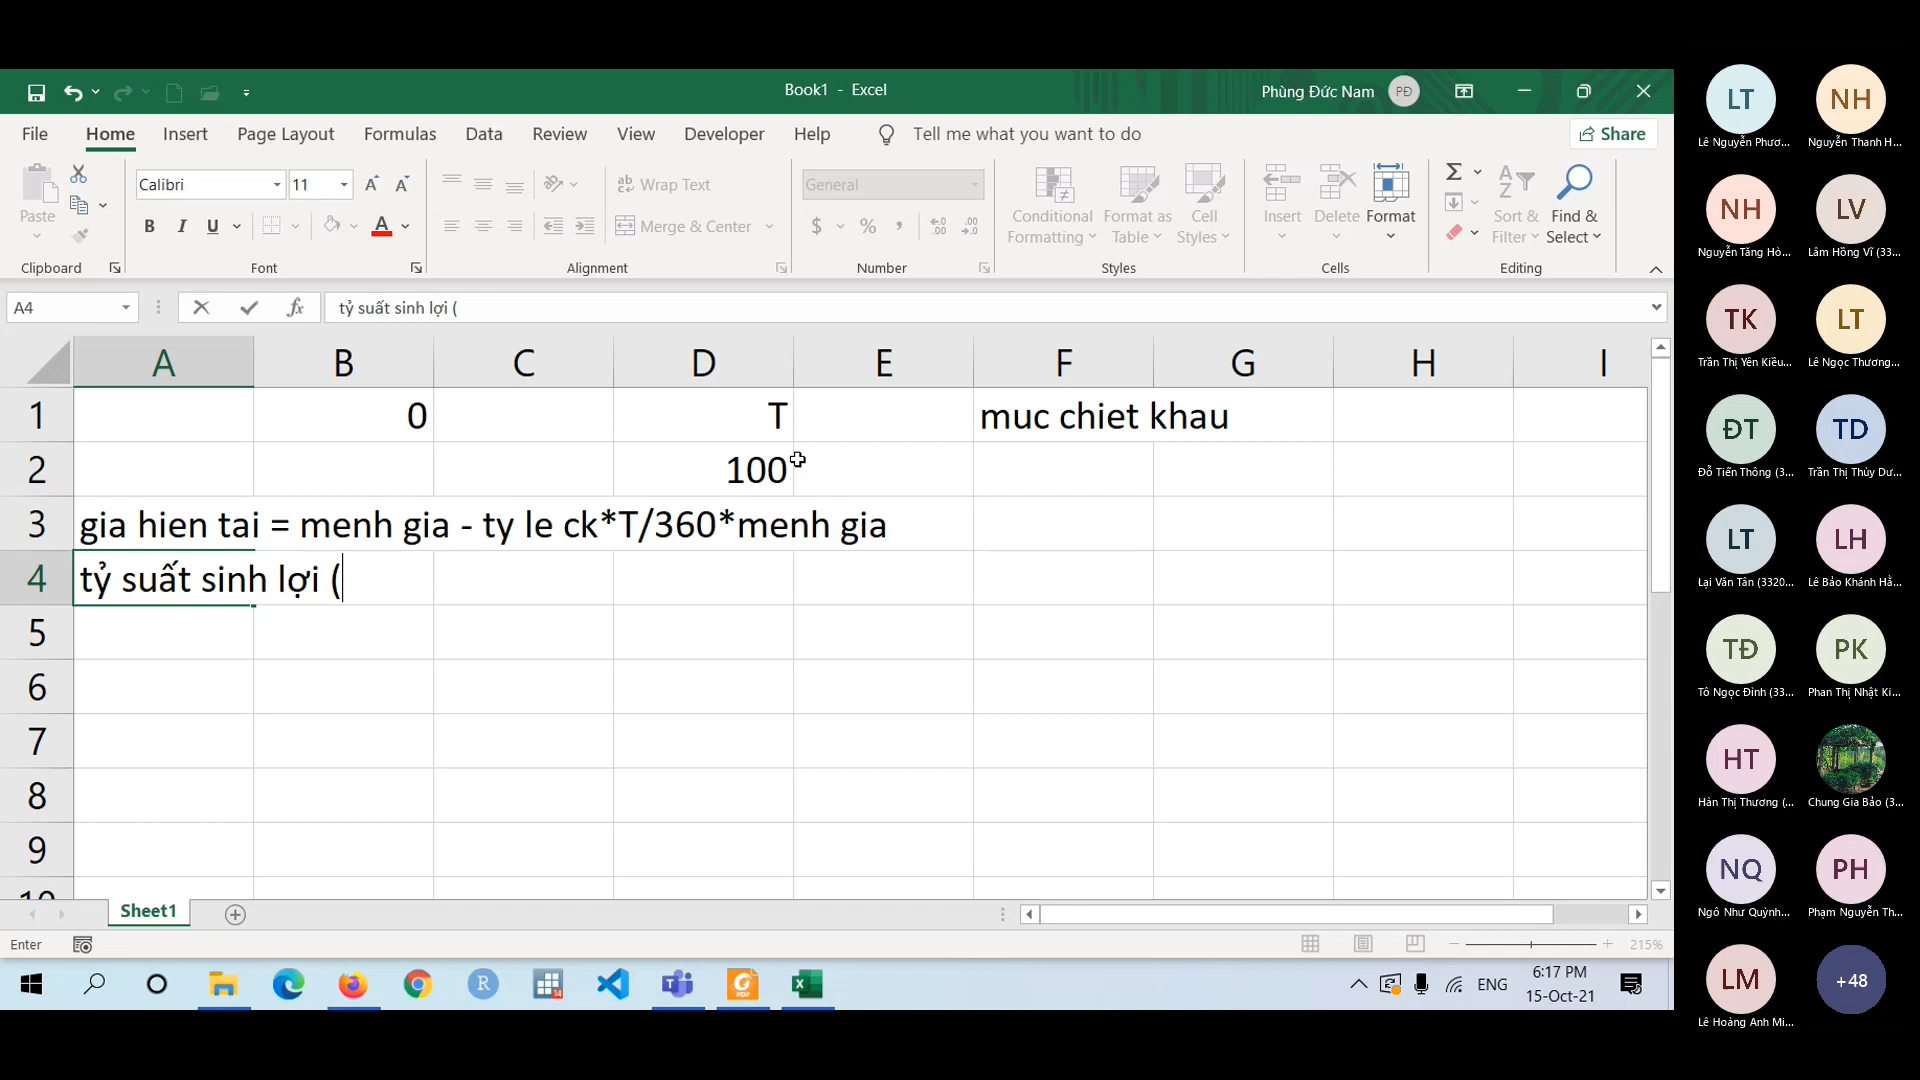 Book1 - Excel
Phùng Đức Nam
PĐ
File
Home
Insert
Page Layout
Formulas
Data
Review
View
Developer
Help
Tell me what you want to do
Share
Paste
Clipboard
Calibri
11
B I U
A
Font
Wrap Text
Merge & Center
Alignment
General
$ % ,
Number
Conditional Formatting
Format as Table
Cell Styles
Styles
Insert
Delete
Format
Cells
Sort & Filter
Find & Select
Editing
A4
fx
tỷ suất sinh lợi (
A B C D E F G H I
1 0 T muc chiet khau
2 100
3 gia hien tai = menh gia - ty le ck*T/360*menh gia
4 tỷ suất sinh lợi (
5
6
7
8
9
10
Sheet1
Enter
215%
ENG
6:17 PM
15-Oct-21
LT
Lê Nguyễn Phươ...
NH
Nguyễn Thanh H...
NH
Nguyễn Tăng Hò...
LV
Lâm Hồng Vĩ (33...
TK
Trần Thị Yên Kiều...
LT
Lê Ngọc Thương...
ĐT
Đỗ Tiến Thông (3...
TD
Trần Thị Thùy Dư...
LT
Lại Văn Tân (3320...
LH
Lê Bảo Khánh Hằ...
TĐ
Tô Ngọc Đình (33...
PK
Phan Thị Nhật Ki...
HT
Hàn Thị Thương (...
Chung Gia Bảo (3...
NQ
Ngô Như Quỳnh...
PH
Phạm Nguyễn Th...
LM
Lê Hoảng Anh Mi...
+48